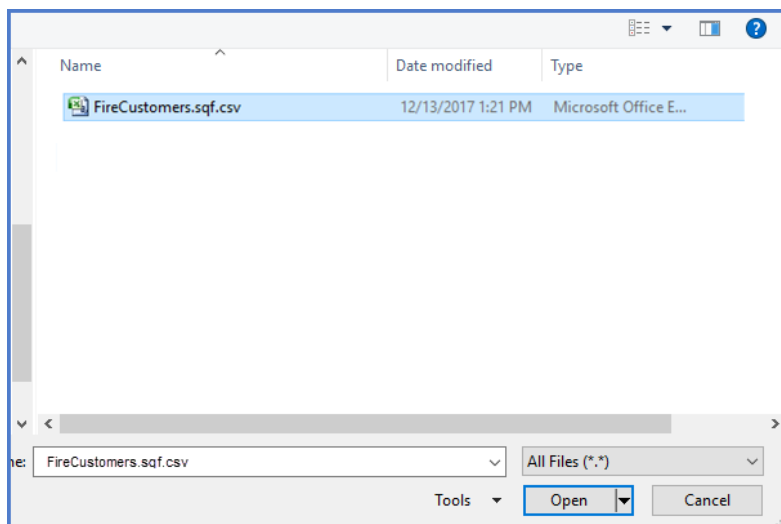 ?
Name Date modified Type
FireCustomers.sqf.csv 12/13/2017 1:21 PM Microsoft Office E...
ne: FireCustomers.sqf.csv All Files (*.*)
Tools Open Cancel